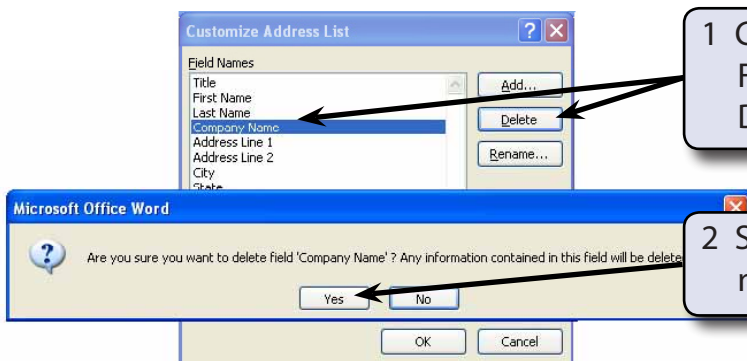 Customize Address List
Field Names
Title
First Name
Last Name
Company Name
Address Line 1
Address Line 2
City
State
Add...
Delete
Rename...
1
Microsoft Office Word
Are you sure you want to delete field 'Company Name' ? Any information contained in this field will be
Yes
No
2
OK
Cancel